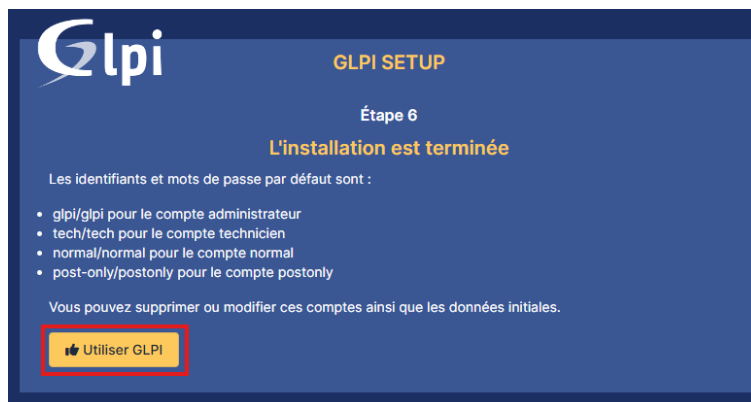 Glpi
GLPI SETUP
Étape 6
L'installation est terminée
Les identifiants et mots de passe par défaut sont :
• glpi/glpi pour le compte administrateur
• tech/tech pour le compte technicien
• normal/normal pour le compte normal
• post-only/postonly pour le compte postonly
Vous pouvez supprimer ou modifier ces comptes ainsi que les données initiales.
Utiliser GLPI